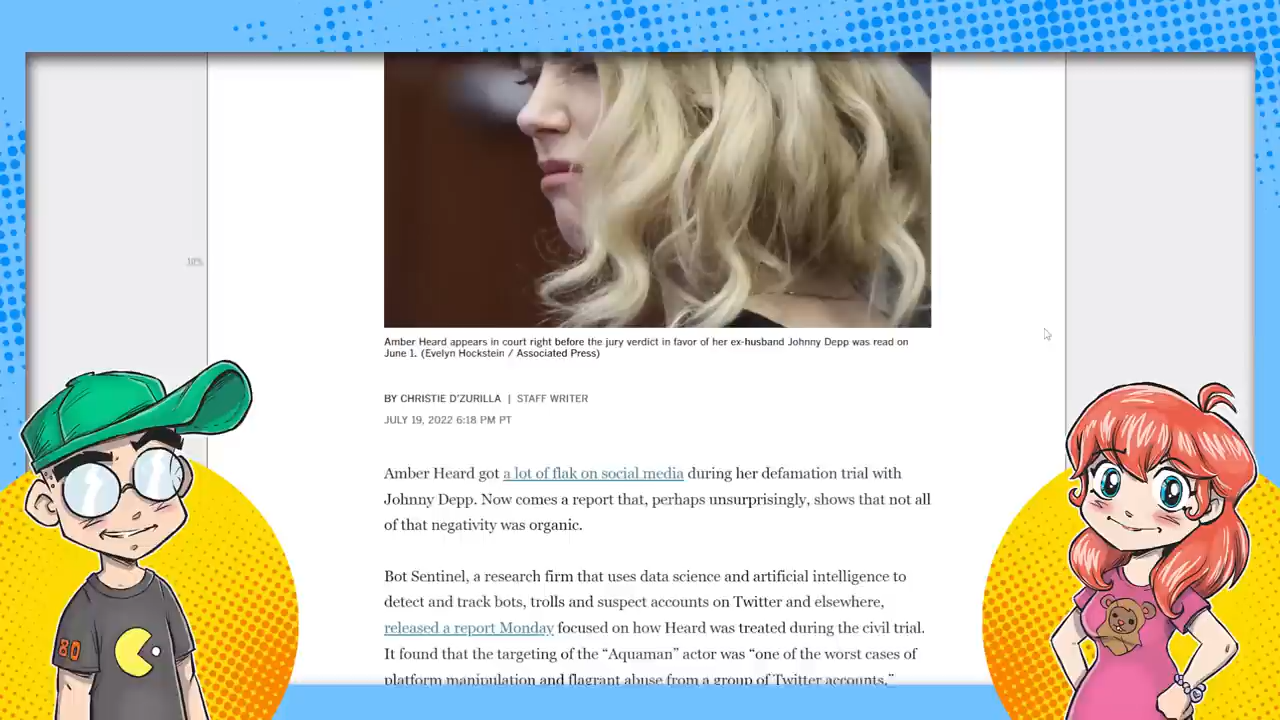 10%
Amber Heard appears in court right before the jury verdict in favor of her ex-husband Johnny Depp was read on
June 1. (Evelyn Hockstein / Associated Press)
BY CHRISTIE D'ZURILLA | STAFF WRITER
JULY 19, 2022 6:18 PM PT
Amber Heard got a lot of flak on social media during her defamation trial with
Johnny Depp. Now comes a report that, perhaps unsurprisingly, shows that not all
of that negativity was organic.
Bot Sentinel, a research firm that uses data science and artificial intelligence to
detect and track bots, trolls and suspect accounts on Twitter and elsewhere,
released a report Monday focused on how Heard was treated during the civil trial.
It found that the targeting of the “Aquaman” actor was “one of the worst cases of
platform manipulation and flagrant abuse from a group of Twitter accounts,”
80